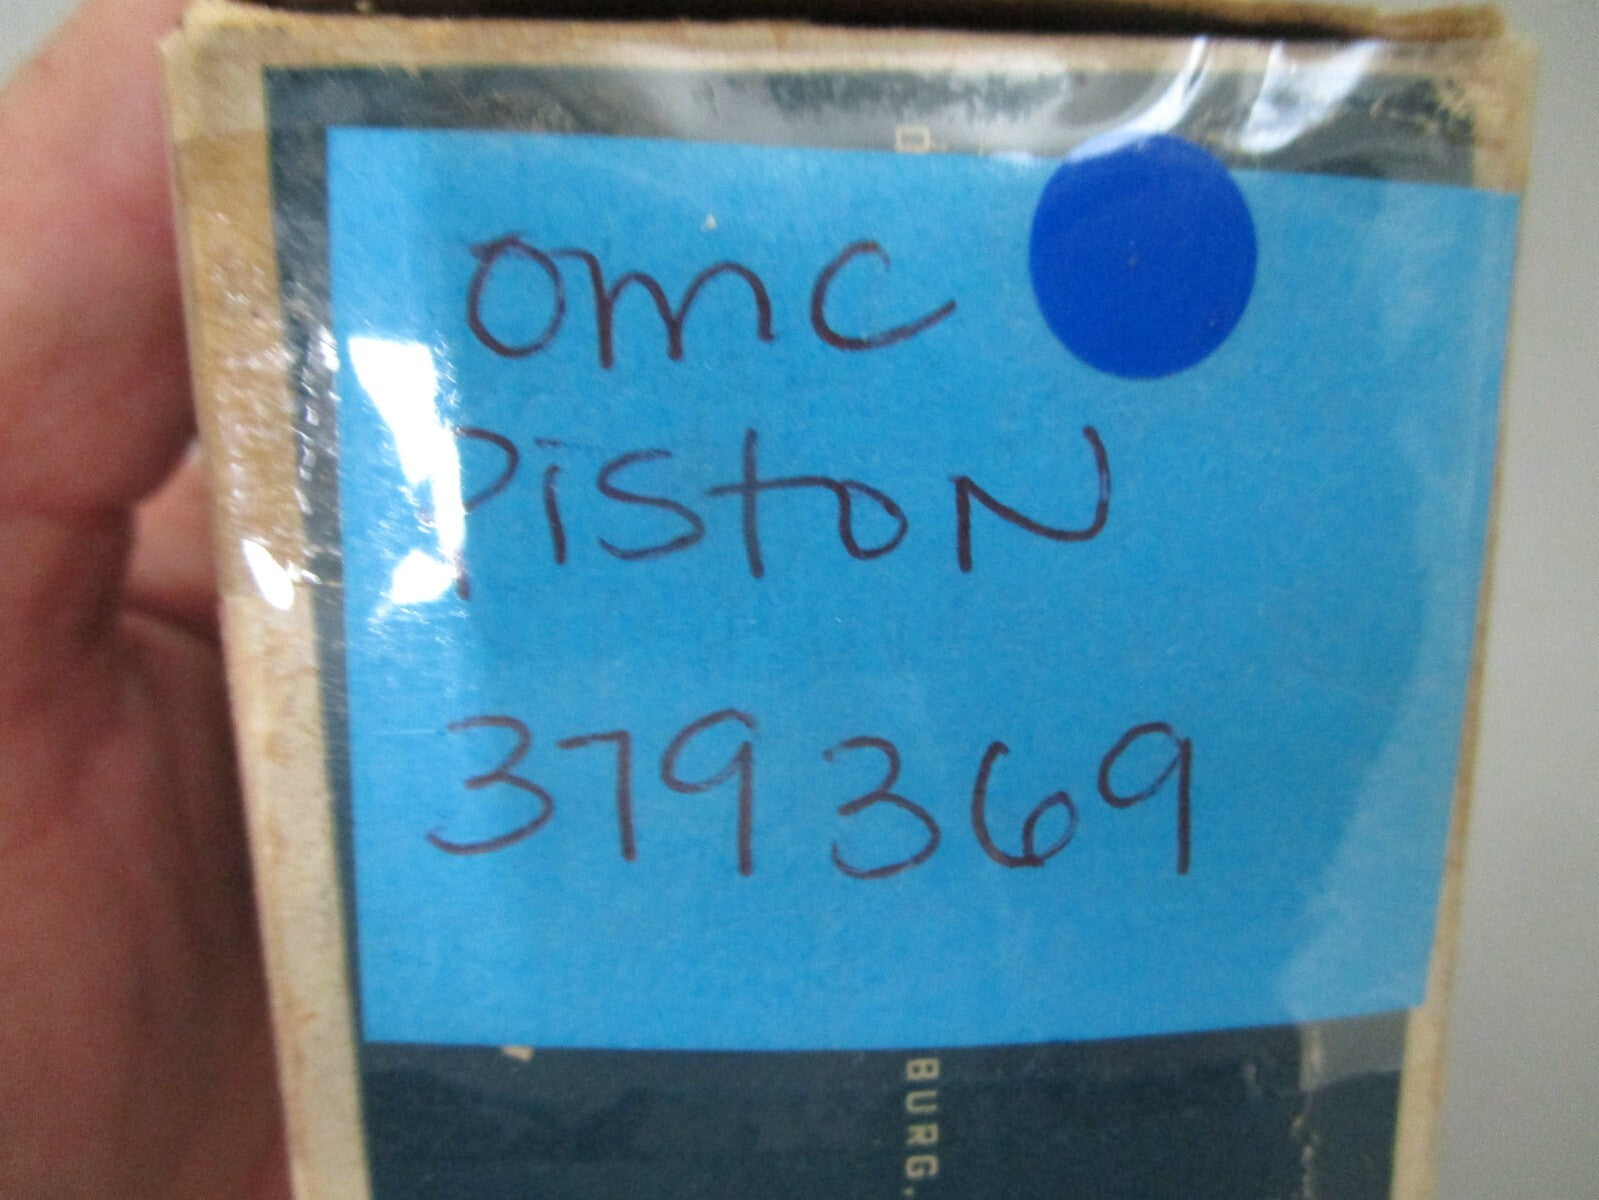 omc
PistoN
379369
BURG.